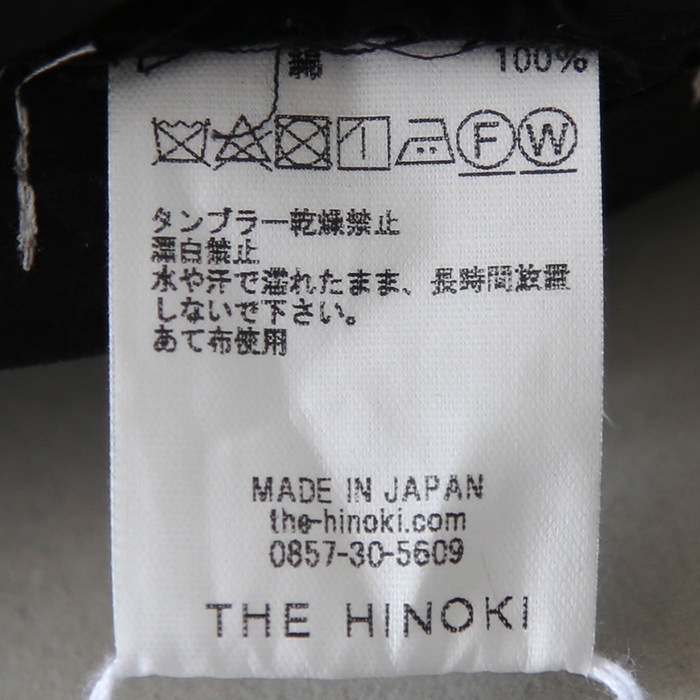 綿 100%
F W
タンブラー乾燥禁止
漂白禁止
水や汗で濡れたまま、長時間放置
しないで下さい。
あて布使用
MADE IN JAPAN
the-hinoki.com
0857-30-5609
THE HINOKI